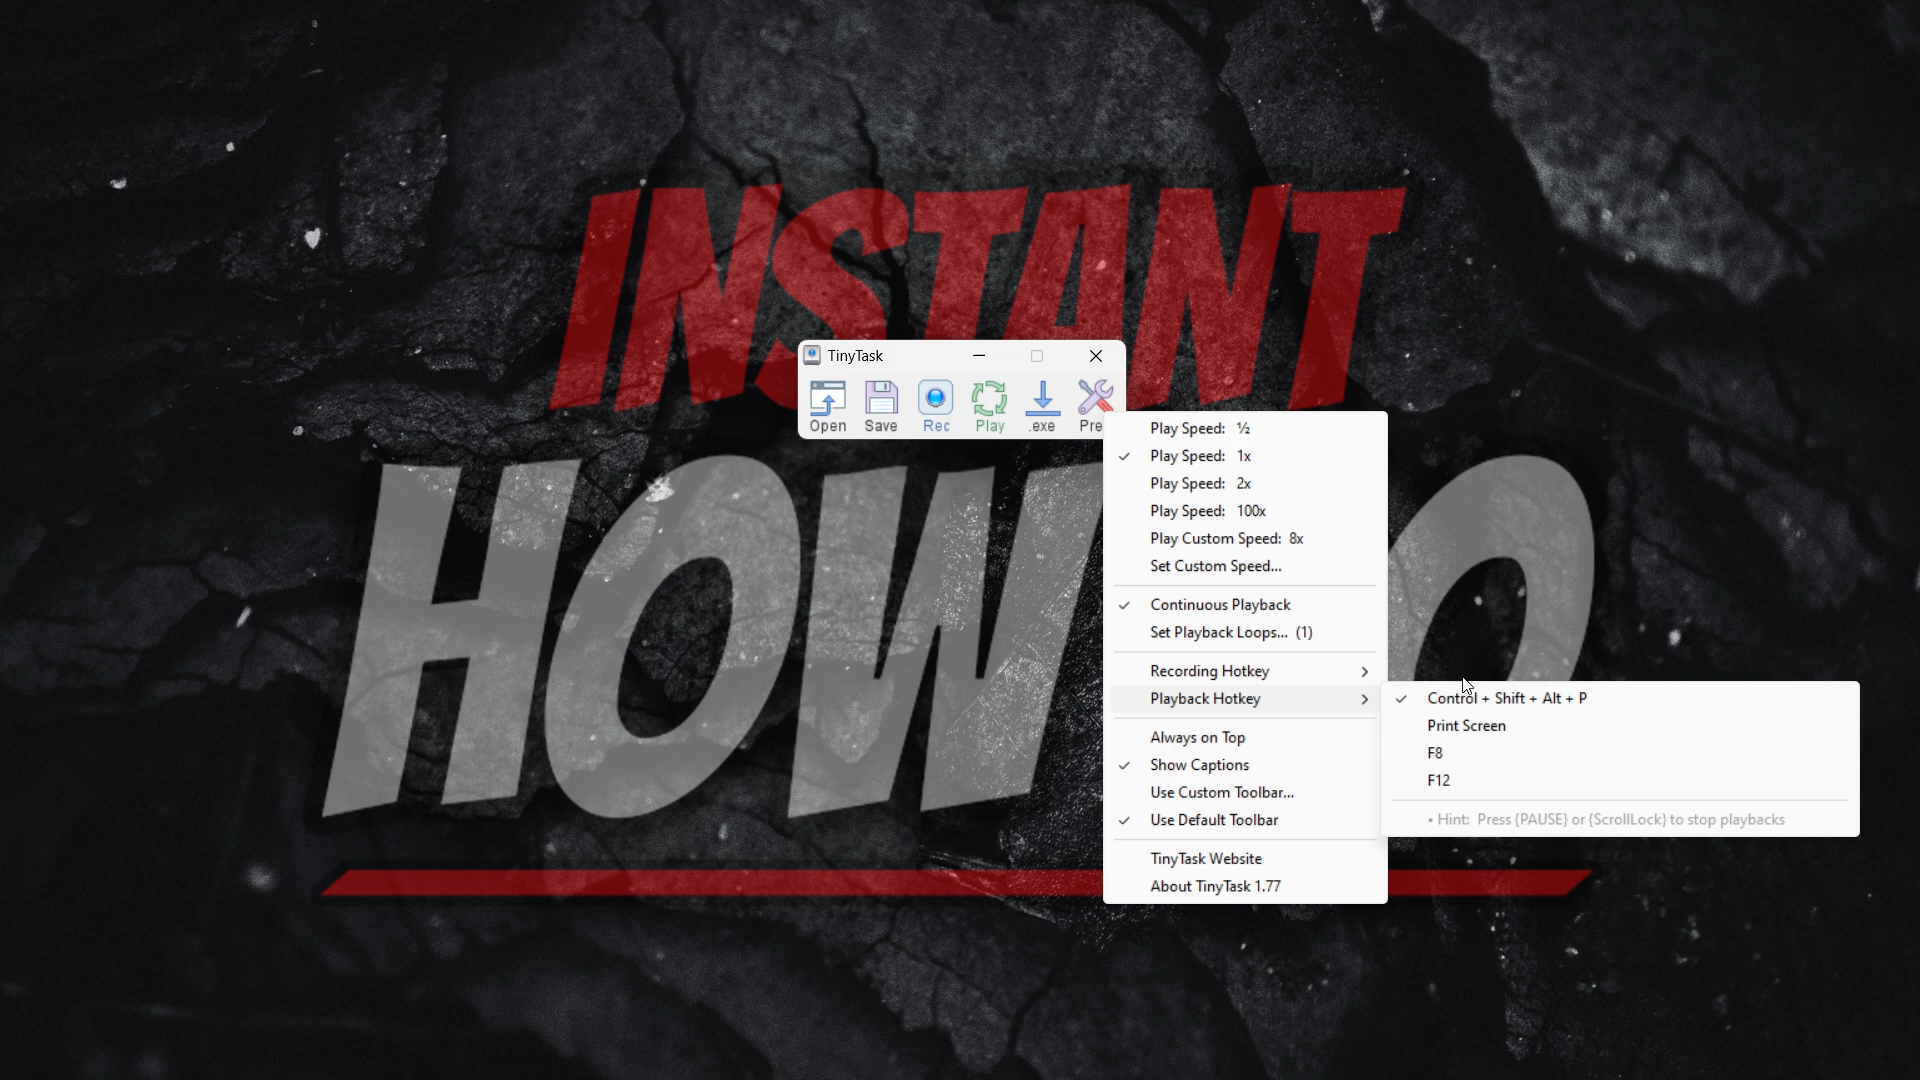 INSTANT
TinyTask
Open Save Rec Play .exe Pre
HOW O
Play Speed: ½
Play Speed: 1x
Play Speed: 2x
Play Speed: 100x
Play Custom Speed: 8x
Set Custom Speed...
Continuous Playback
Set Playback Loops... (1)
Recording Hotkey
Playback Hotkey
Always on Top
Show Captions
Use Custom Toolbar...
Use Default Toolbar
TinyTask Website
About TinyTask 1.77
Control + Shift + Alt + P
Print Screen
F8
F12
• Hint: Press {PAUSE} or {ScrollLock} to stop playbacks